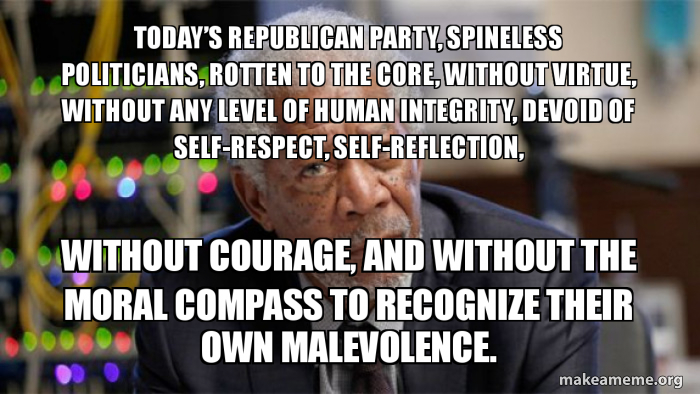 TODAY'S REPUBLICAN PARTY, SPINELESS
POLITICIANS, ROTTEN TO THE CORE, WITHOUT VIRTUE,
WITHOUT ANY LEVEL OF HUMAN INTEGRITY, DEVOID OF
SELF-RESPECT, SELF-REFLECTION,
WITHOUT COURAGE, AND WITHOUT THE
MORAL COMPASS TO RECOGNIZE THEIR
OWN MALEVOLENCE.
makeameme.org